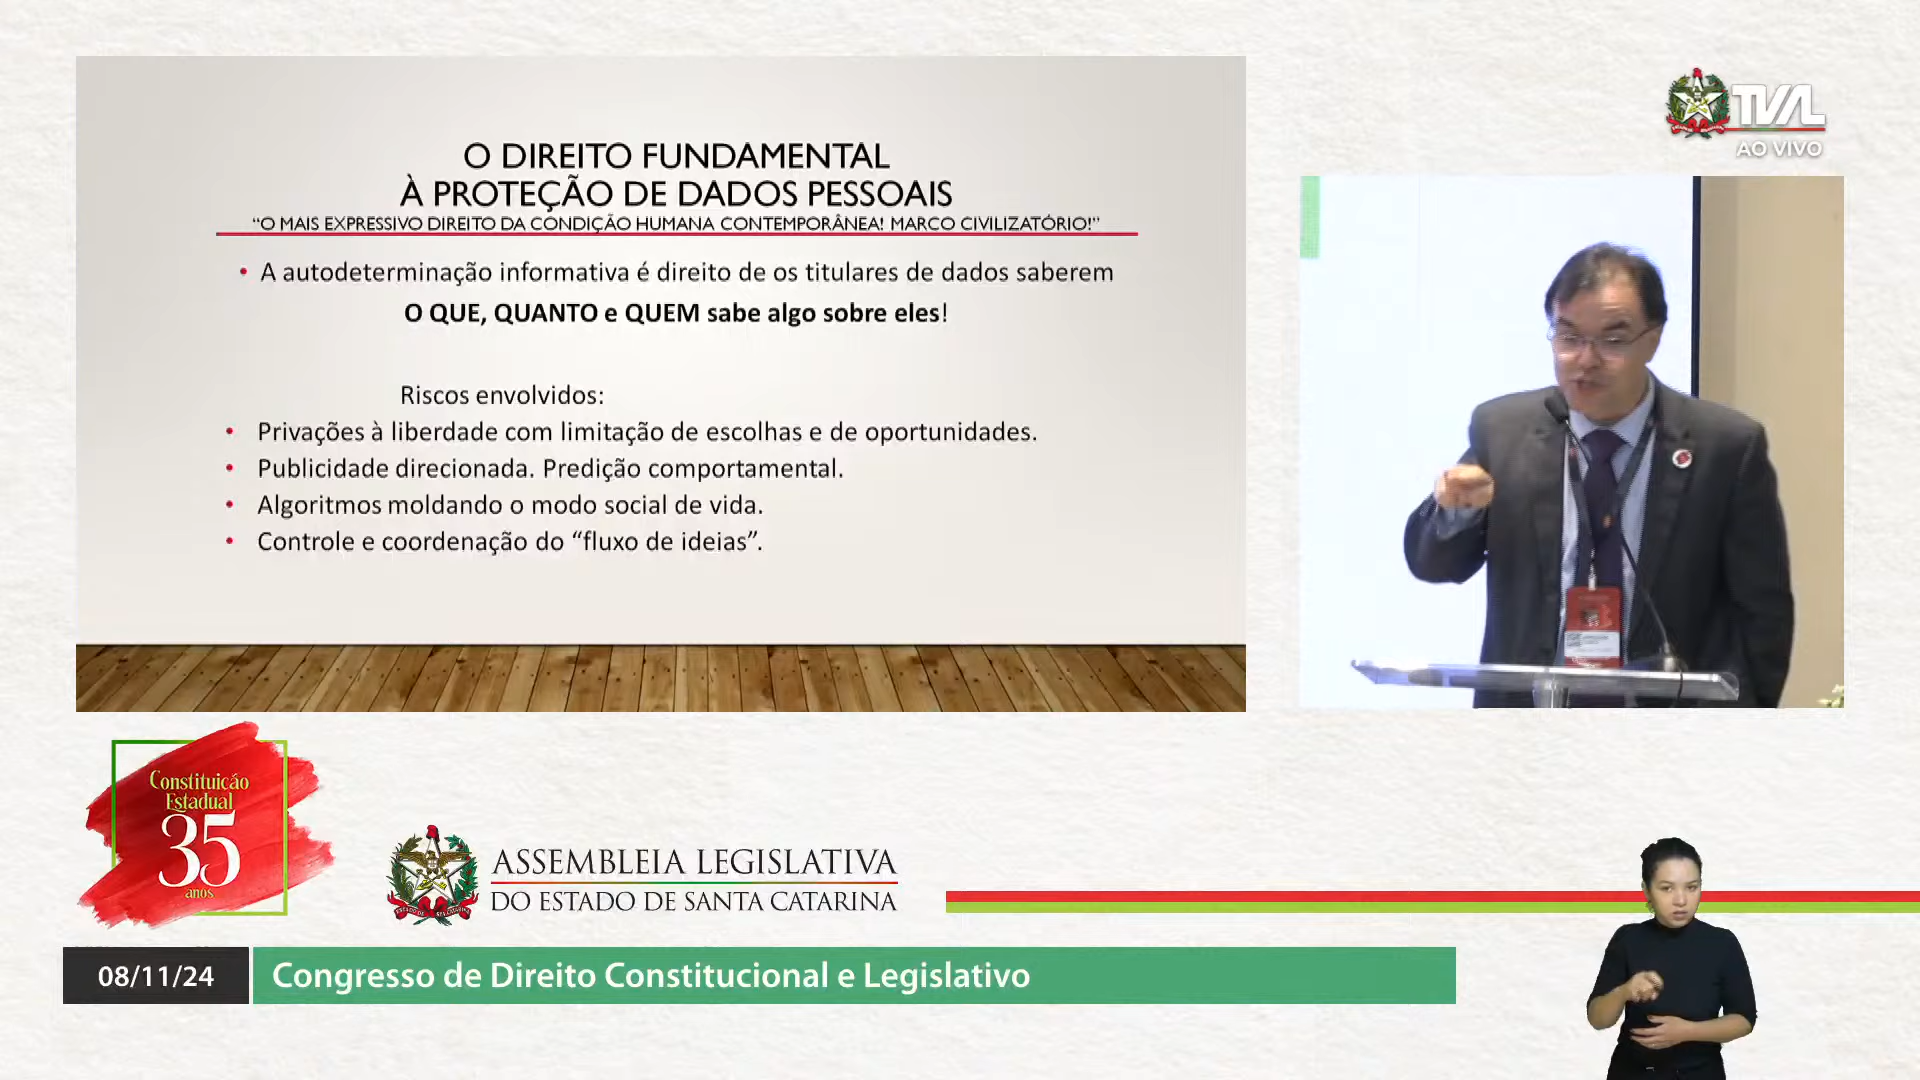 O DIREITO FUNDAMENTAL
À PROTEÇÃO DE DADOS PESSOAIS
“O MAIS EXPRESSIVO DIREITO DA CONDIÇÃO HUMANA CONTEMPORÂNEA! MARCO CIVILIZATÓRIO!”
• A autodeterminação informativa é direito de os titulares de dados saberem
O QUE, QUANTO e QUEM sabe algo sobre eles!
Riscos envolvidos:
• Privações à liberdade com limitação de escolhas e de oportunidades.
• Publicidade direcionada. Predição comportamental.
• Algoritmos moldando o modo social de vida.
• Controle e coordenação do “fluxo de ideias”.
TVAL
AO VIVO
Constituição
Estadual
35
anos
ASSEMBLEIA LEGISLATIVA
DO ESTADO DE SANTA CATARINA
08/11/24
Congresso de Direito Constitucional e Legislativo